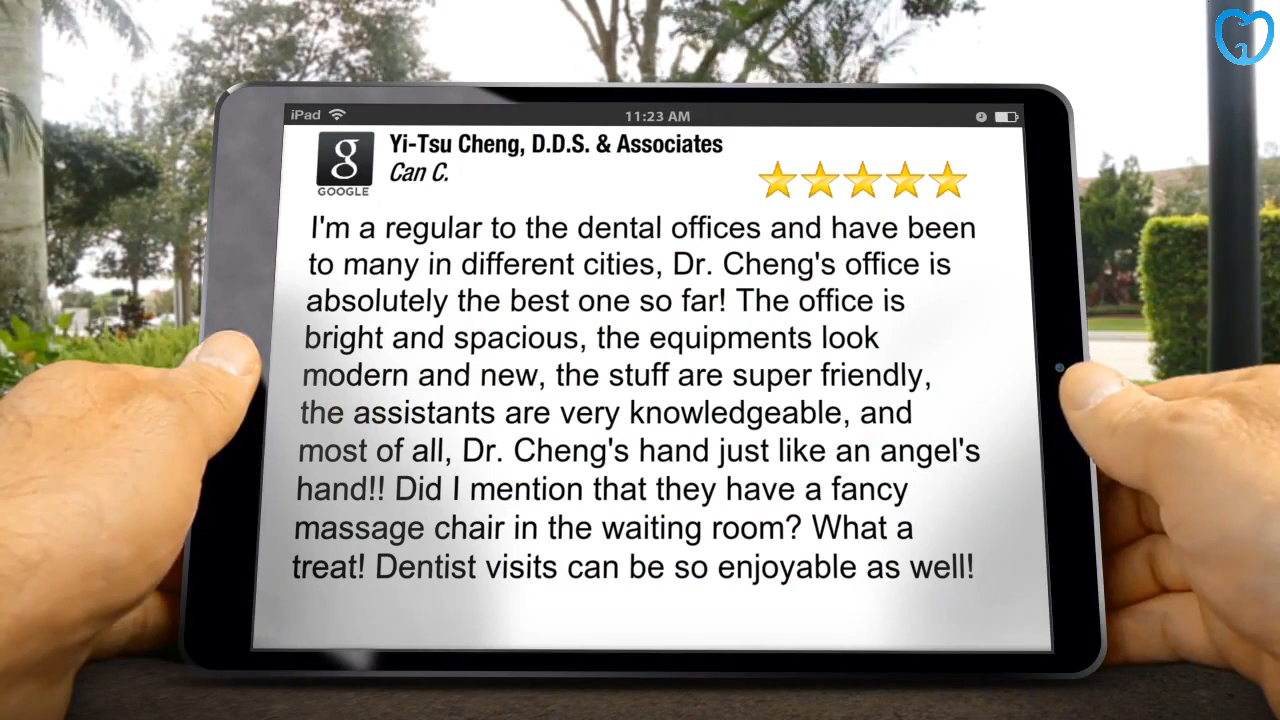 iPad 11:23 AM
Yi-Tsu Cheng, D.D.S. & Associates
Can C.
g
GOOGLE
I'm a regular to the dental offices and have been
to many in different cities, Dr. Cheng's office is
absolutely the best one so far! The office is
bright and spacious, the equipments look
modern and new, the stuff are super friendly,
the assistants are very knowledgeable, and
most of all, Dr. Cheng's hand just like an angel's
hand!! Did I mention that they have a fancy
massage chair in the waiting room? What a
treat! Dentist visits can be so enjoyable as well!